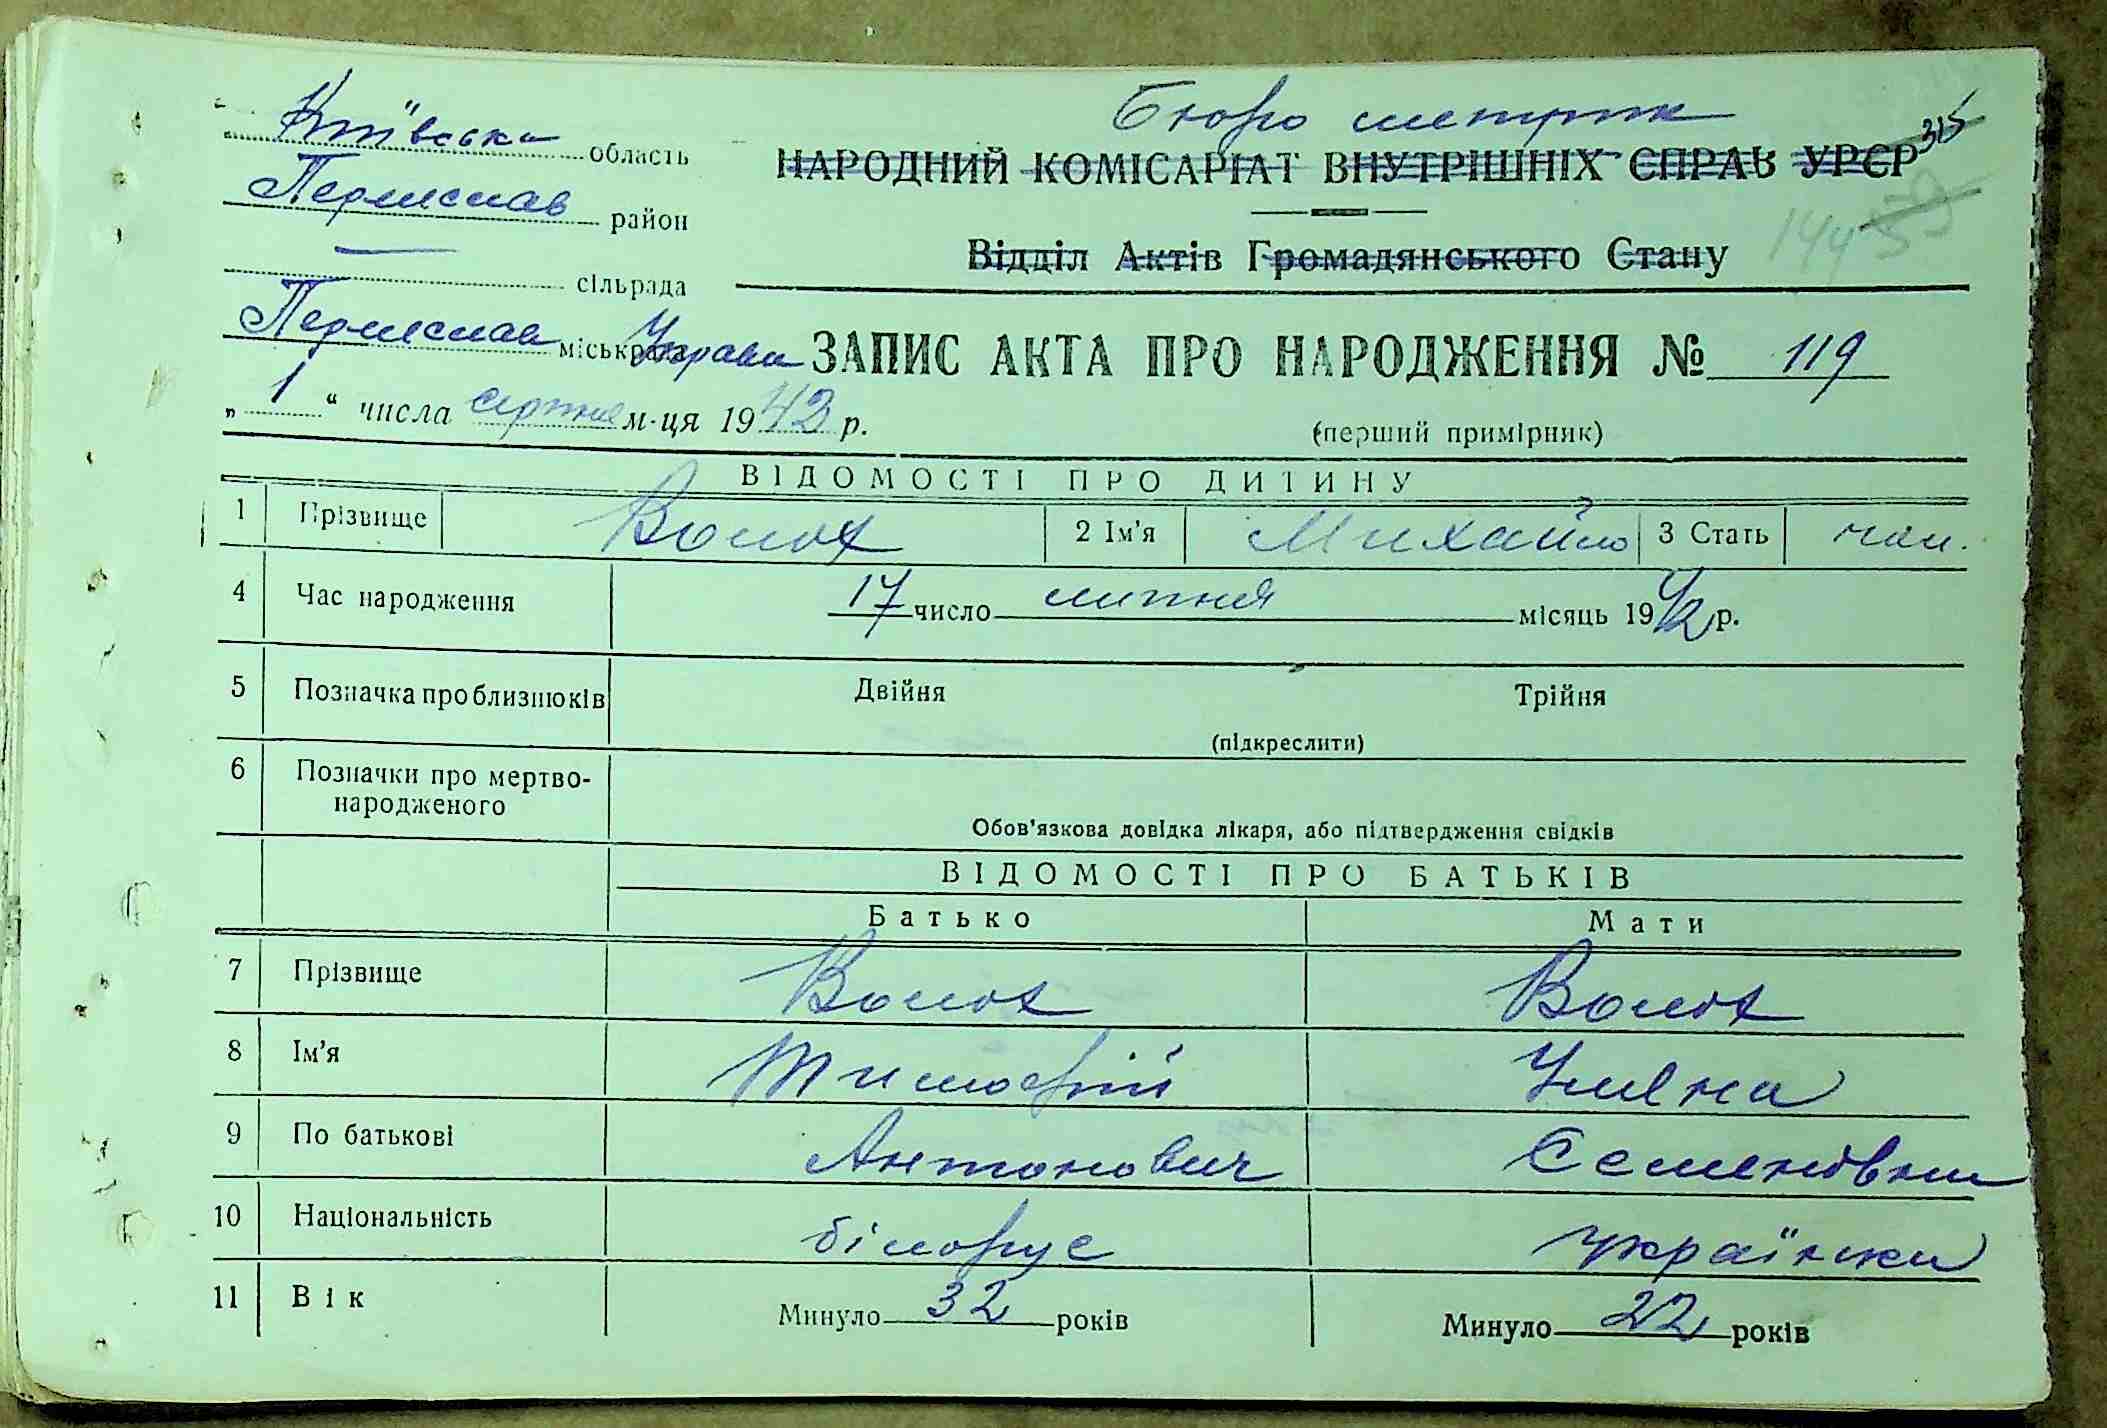 Київська область
Переяслав район
сільрада
Переяслав міськрада Управа
„ 1 “ числа серпня м-ця 1943 р.
Бюро метрик
НАРОДНИЙ КОМІСАРІАТ ВНУТРІШНІХ СПРАВ УРСР 315
Відділ Актів Громадянського Стану
ЗАПИС АКТА ПРО НАРОДЖЕННЯ № 119
(перший примірник)
ВІДОМОСТІ ПРО ДИТИНУ
1 Прізвище Волох 2 Ім'я Михайло 3 Стать чол.
4 Час народження 17 число липня місяць 1942 р.
5 Позначка про близнюків Двійня Трійня
(підкреслити)
6 Позначки про мертво-
народженого
Обов'язкова довідка лікаря, або підтвердження свідків
ВІДОМОСТІ ПРО БАТЬКІВ
Батько Мати
7 Прізвище Волох Волох
8 Ім'я Тимофій Уляна
9 По батькові Антонович Семеновна
10 Національність білорус українка
11 Вік Минуло 32 років Минуло 22 років